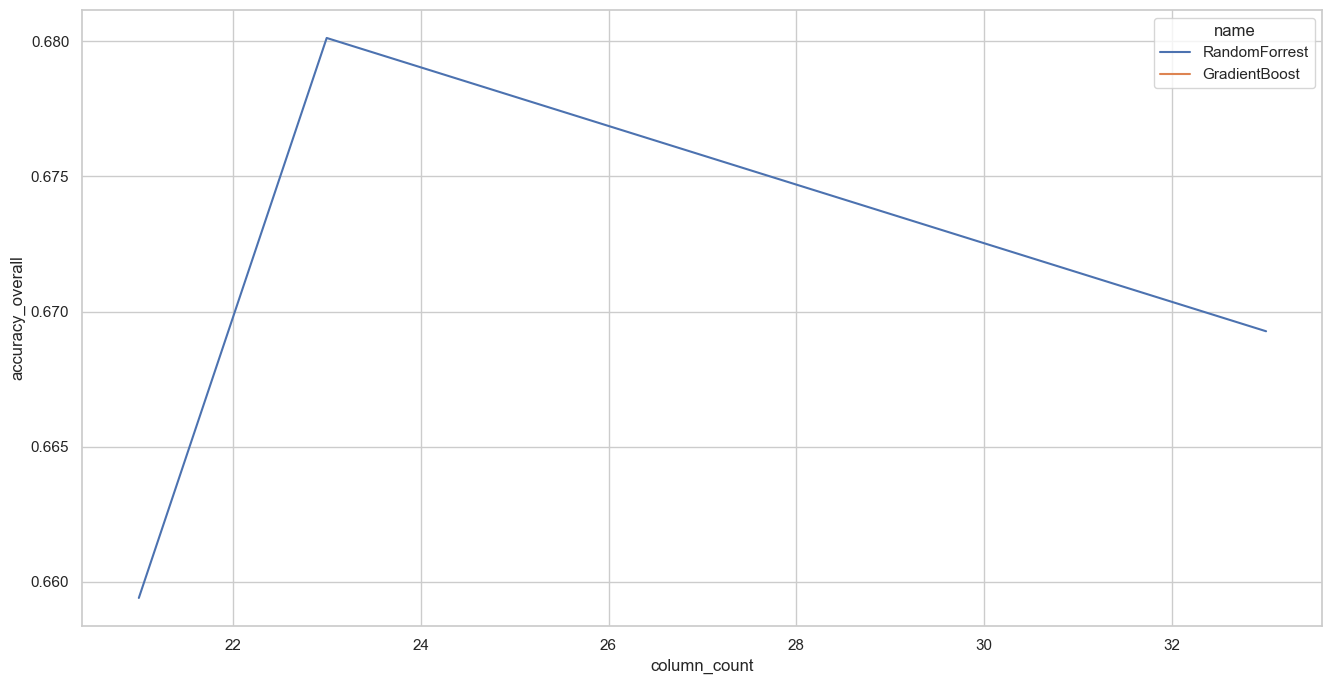 name
RandomForrest
GradientBoost
0.680
0.675
0.670
0.665
0.660
accuracy_overall
22 24 26 28 30 32
column_count